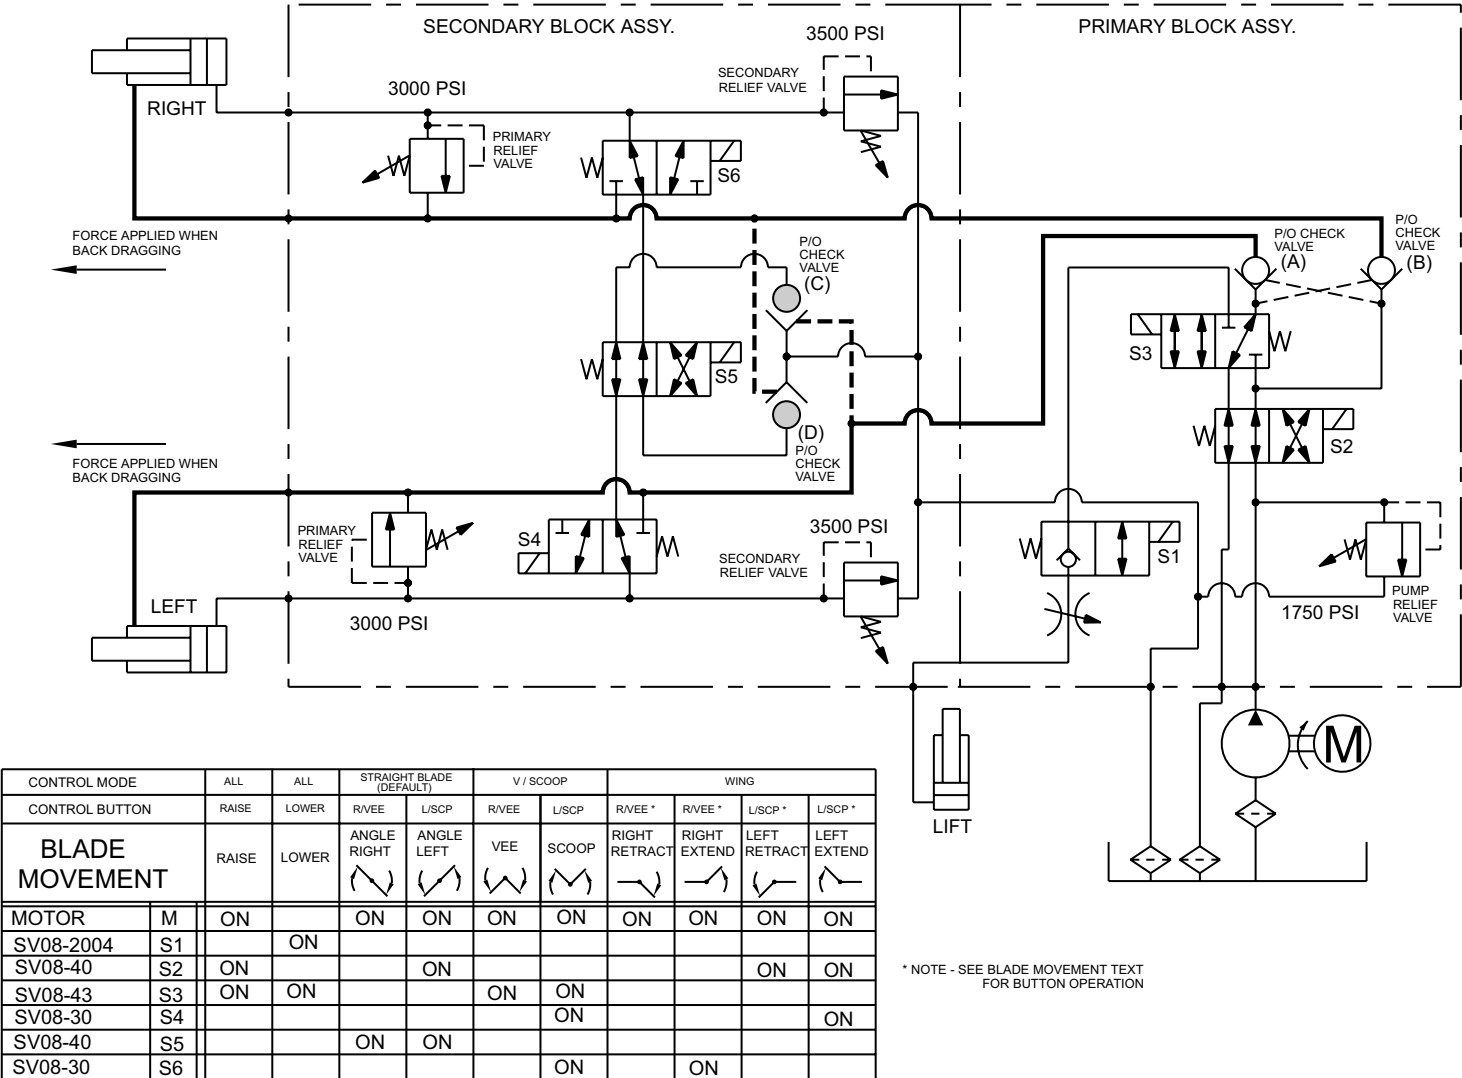 SECONDARY BLOCK ASSY.
PRIMARY BLOCK ASSY.
3500 PSI
SECONDARY
RELIEF VALVE
3000 PSI
RIGHT
PRIMARY
RELIEF
VALVE
S6
FORCE APPLIED WHEN
BACK DRAGGING
P/O
CHECK
VALVE
(C)
P/O CHECK
VALVE
(A)
P/O
CHECK
VALVE
(B)
S3
S5
S2
(D)
P/O
CHECK
VALVE
FORCE APPLIED WHEN
BACK DRAGGING
PRIMARY
RELIEF
VALVE
S4
3500 PSI
SECONDARY
RELIEF VALVE
S1
LEFT
3000 PSI
1750 PSI
PUMP
RELIEF
VALVE
M
LIFT
CONTROL MODE ALL ALL STRAIGHT BLADE (DEFAULT) V / SCOOP WING
CONTROL BUTTON RAISE LOWER R/VEE L/SCP R/VEE L/SCP R/VEE * R/VEE * L/SCP * L/SCP *
BLADE MOVEMENT RAISE LOWER ANGLE RIGHT ANGLE LEFT VEE SCOOP RIGHT RETRACT RIGHT EXTEND LEFT RETRACT LEFT EXTEND
MOTOR M ON ON ON ON ON ON ON ON ON
SV08-2004 S1 ON
SV08-40 S2 ON ON ON ON
SV08-43 S3 ON ON ON ON
SV08-30 S4 ON ON
SV08-40 S5 ON ON
SV08-30 S6 ON ON
* NOTE - SEE BLADE MOVEMENT TEXT
FOR BUTTON OPERATION